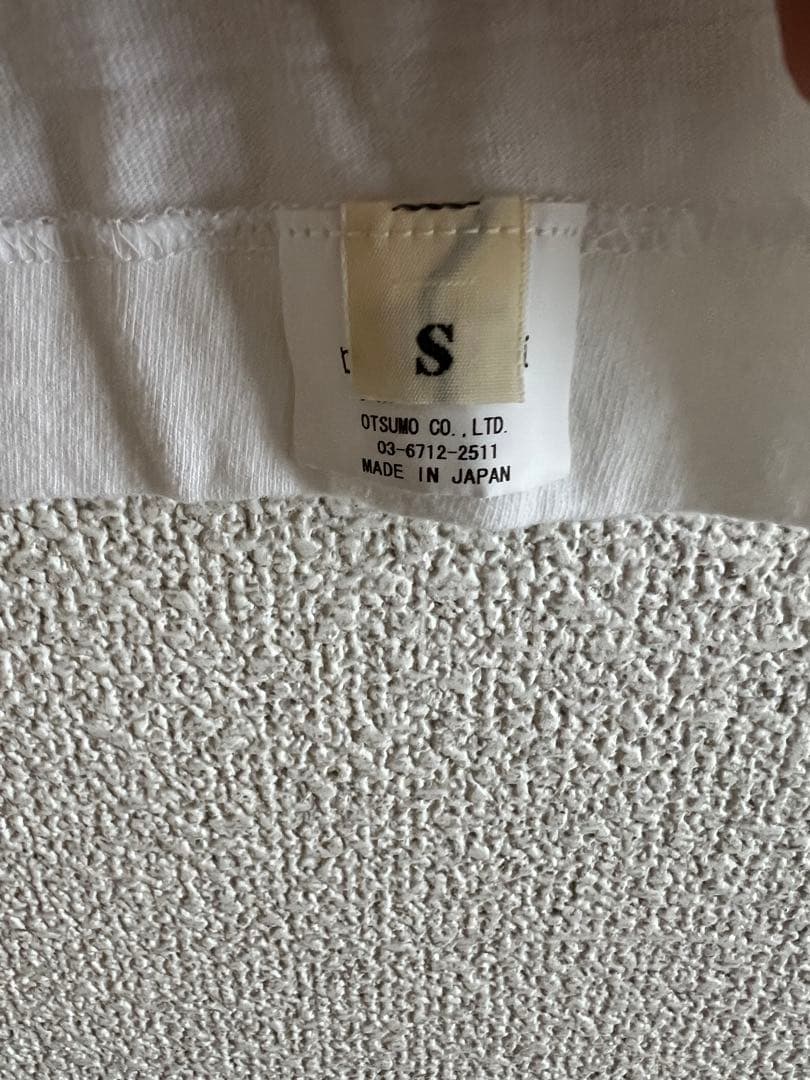 S
OTSUMO CO.,LTD.
03-6712-2511
MADE IN JAPAN